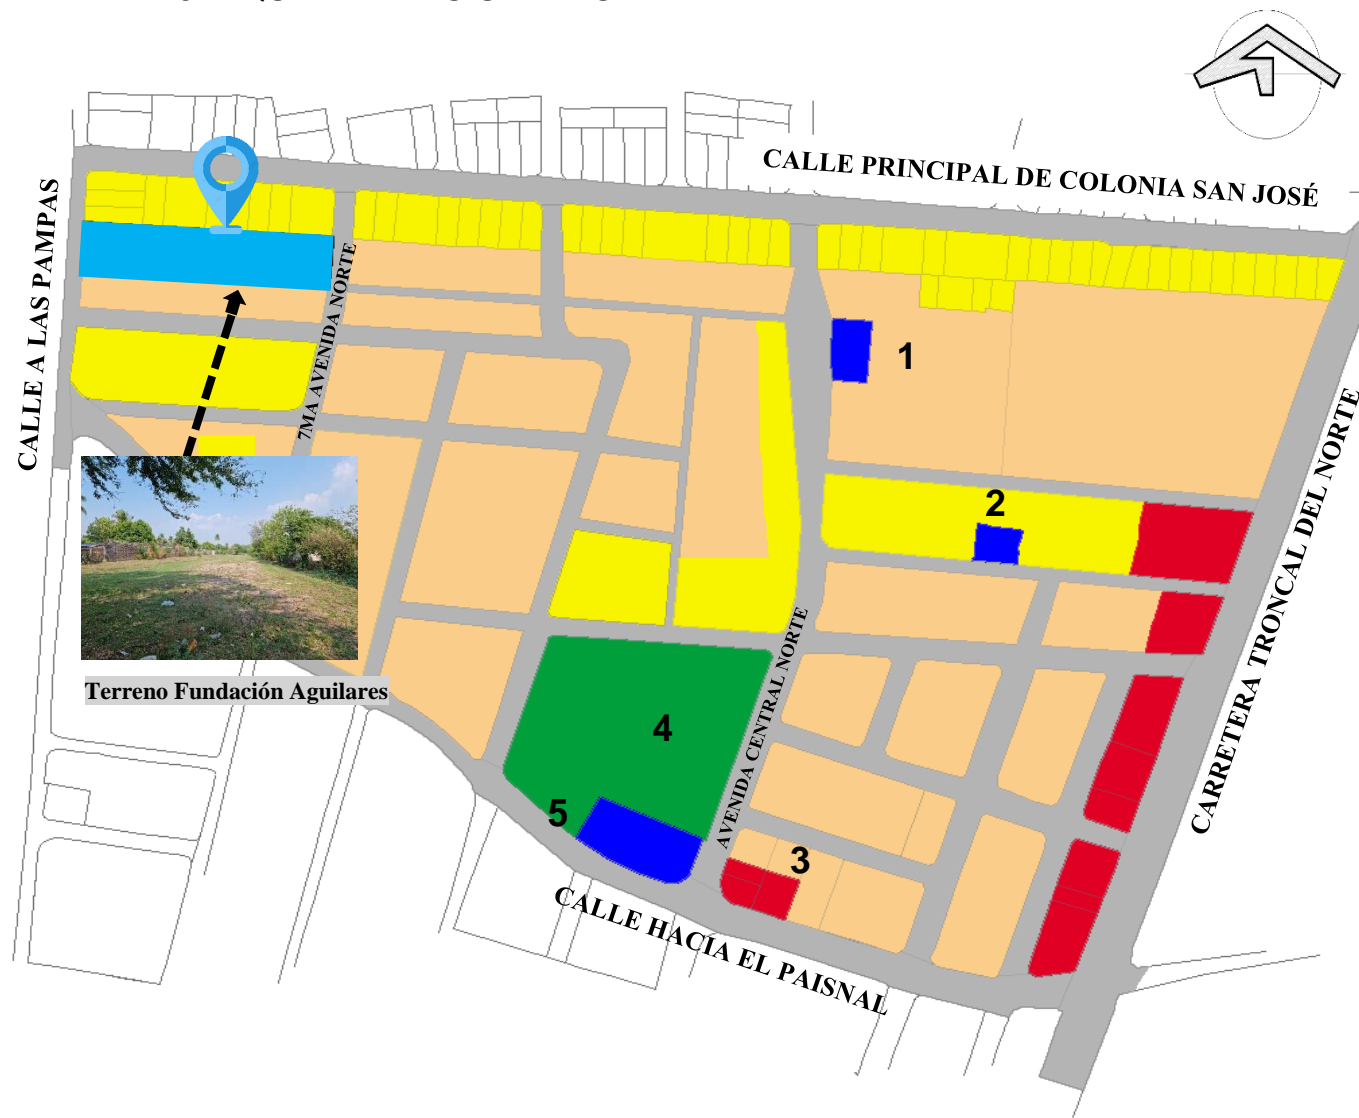 CALLE PRINCIPAL DE COLONIA SAN JOSÉ
CALLE A LAS PAMPAS
7MA AVENIDA NORTE
1
2
CARRETERA TRONCAL DEL NORTE
Terreno Fundación Aguilares
4
AVENIDA CENTRAL NORTE
5
3
CALLE HACIA EL PAISNAL